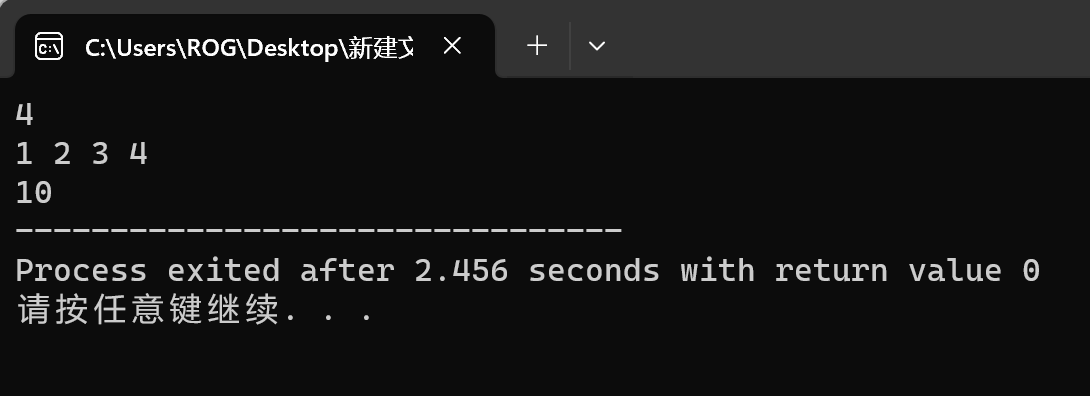 C:\Users\ROG\Desktop\新建文
4
1 2 3 4
10
--------------------------------
Process exited after 2.456 seconds with return value 0
请按任意键继续. . .